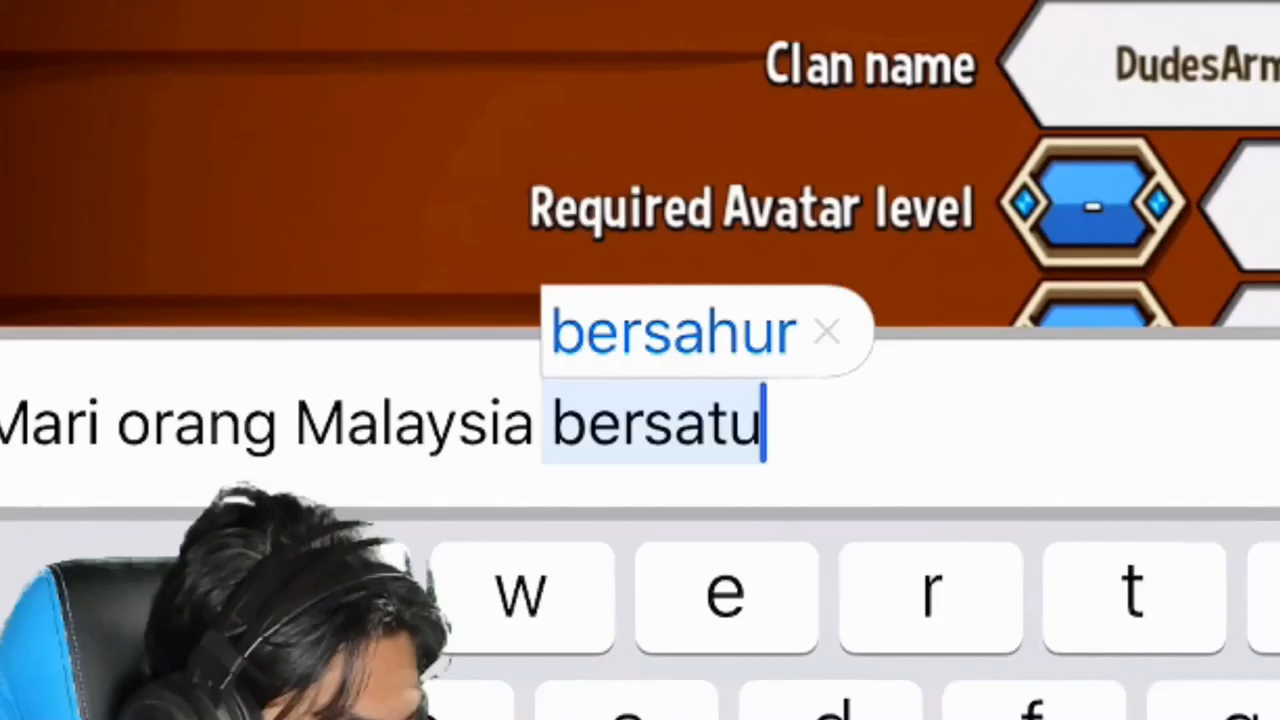 Clan name
DudesArm
Required Avatar level
-
bersahur ×
Mari orang Malaysia bersatu
w e r t